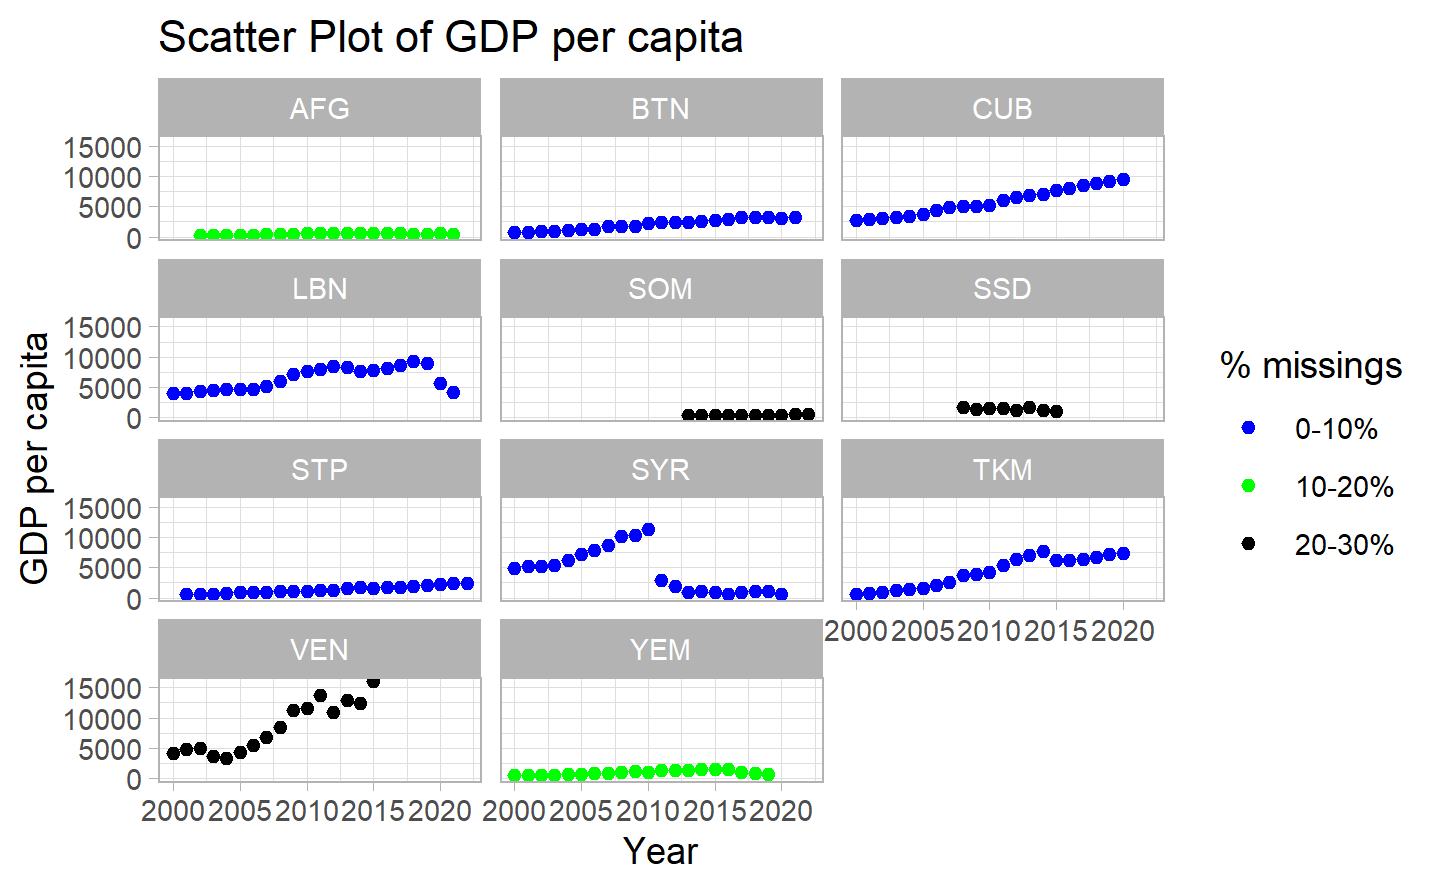 Scatter Plot of GDP per capita
AFG BTN CUB
15000
10000
5000
0
LBN SOM SSD
15000
10000
5000
0
STP SYR TKM
15000
10000
5000
0
2000 2005 2010 2015 2020
VEN YEM
15000
10000
5000
0
2000 2005 2010 2015 2020 2000 2005 2010 2015 2020
Year
GDP per capita
% missings
0-10%
10-20%
20-30%